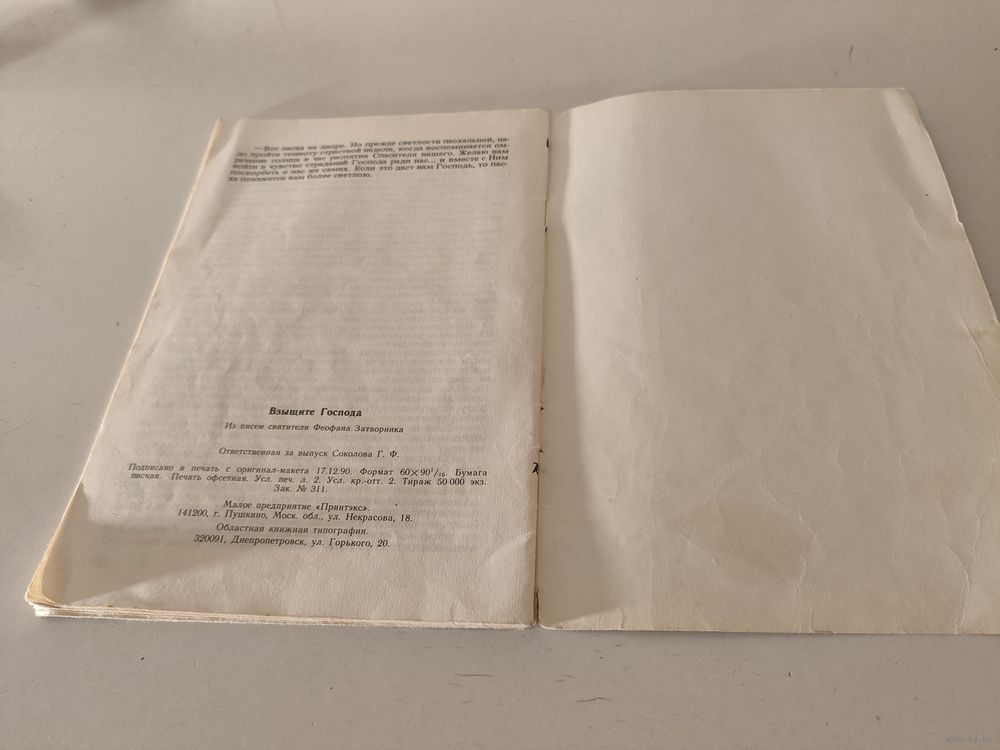 — Вот пасха на дворе. Но прежде светлости пасхальной, на-
до пройти темноту страстной недели, когда воспоминается ом-
рачение солнца в час распятия Спасителя нашего. Желаю вам
войти в чувство страданий Господа ради нас... и вместе с Ним
поскорбеть о нас же самих. Если это даст вам Господь, то пас-
ха покажется вам более светлою.
Взыщите Господа
Из писем святителя Феофана Затворника
Ответственная за выпуск Соколова Г. Ф.
Подписано в печать с оригинал-макета 17.12.90. Формат 60×90¹/₁₆. Бумага
писчая. Печать офсетная. Усл. печ. л. 2. Усл. кр.-отт. 2. Тираж 50 000 экз.
Зак. № 311.
Малое предприятие «Принтэкс».
141200, г. Пушкино, Моск. обл., ул. Некрасова, 18.
Областная книжная типография.
320091, Днепропетровск, ул. Горького, 20.